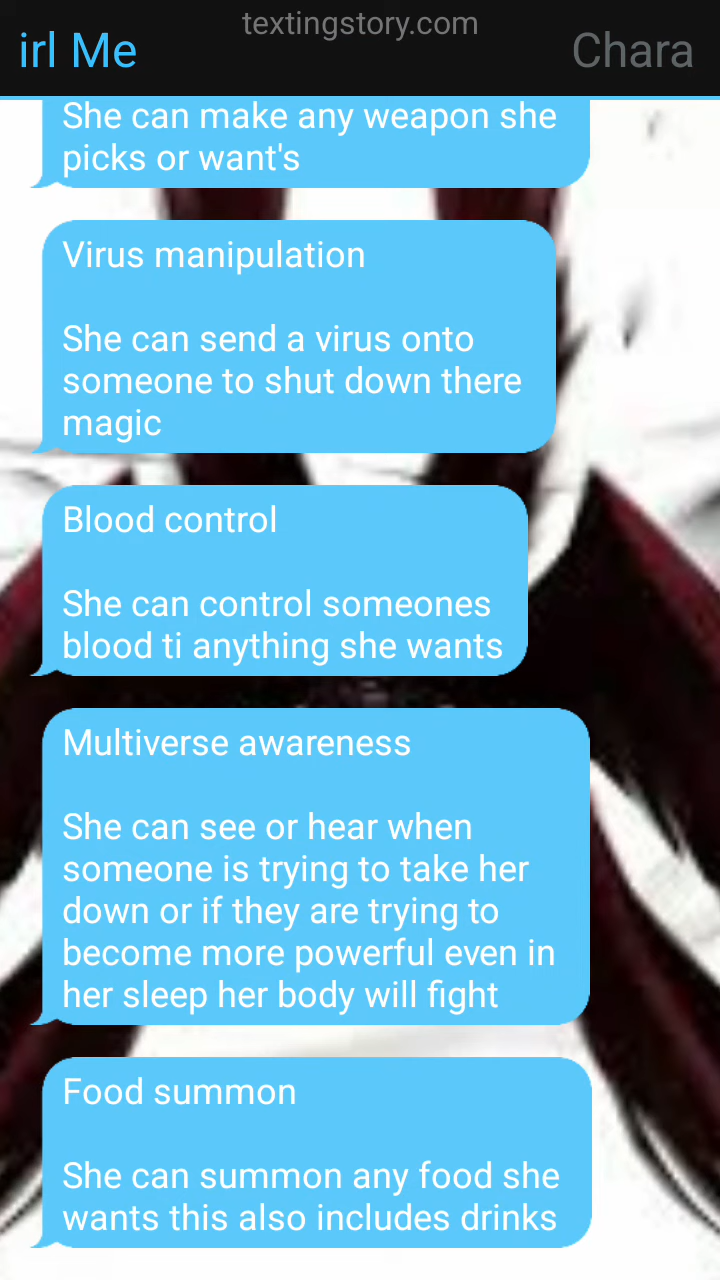 textingstory.com
irl Me
Chara
She can make any weapon she
picks or want's
Virus manipulation
She can send a virus onto
someone to shut down there
magic
Blood control
She can control someones
blood ti anything she wants
Multiverse awareness
She can see or hear when
someone is trying to take her
down or if they are trying to
become more powerful even in
her sleep her body will fight
Food summon
She can summon any food she
wants this also includes drinks